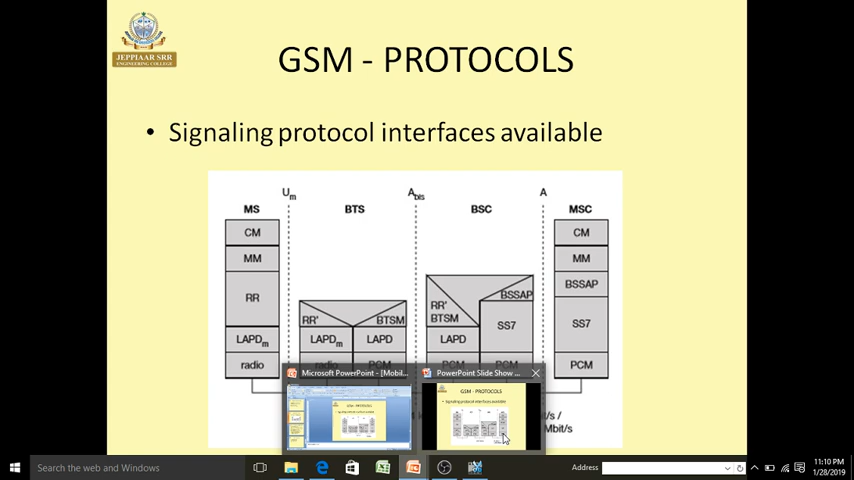 JEPPIAAR SRR
ENGINEERING COLLEGE
GSM - PROTOCOLS
• Signaling protocol interfaces available
Um Abis A
MS BTS BSC MSC
CM CM
MM MM
RR RR' BTSM RR' BTSM BSSAP SS7 BSSAP
SS7
LAPDm LAPDm LAPD LAPD
radio radio PCM PCM PCM PCM
Microsoft PowerPoint - [Mobil...
PowerPoint Slide Show ...
GSM - PROTOCOLS
Signaling protocol interfaces available
it/s /
Mbit/s
Search the web and Windows
Address
11:10 PM
1/28/2019